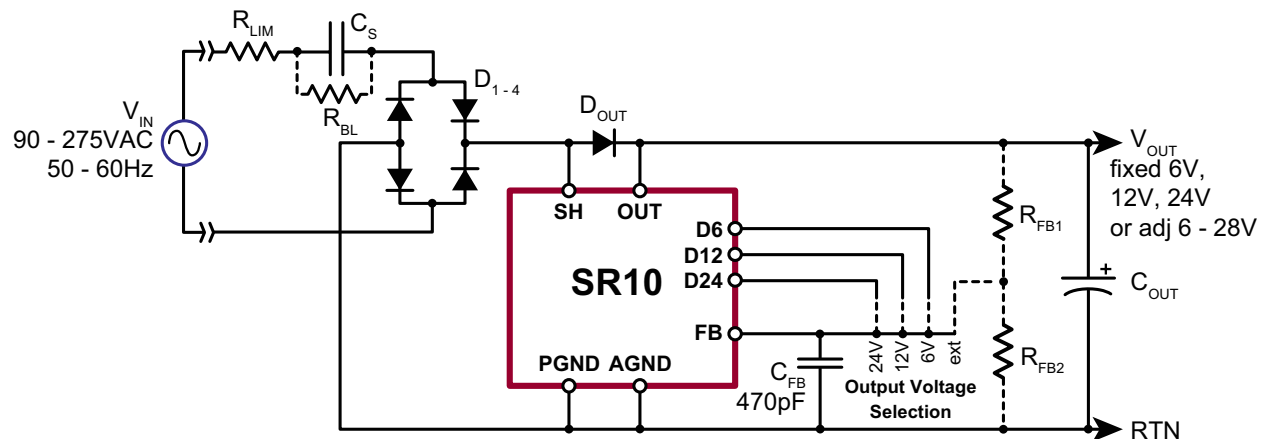 R_LIM
C_S
R_BL
D_1 - 4
D_OUT
V_IN
90 - 275VAC
50 - 60Hz
V_OUT
fixed 6V,
12V, 24V
or adj 6 - 28V
SH OUT
D6
D12
D24
SR10
FB
PGND AGND
R_FB1
+
C_OUT
R_FB2
C_FB
470pF
24V
12V
6V
ext
Output Voltage
Selection
RTN